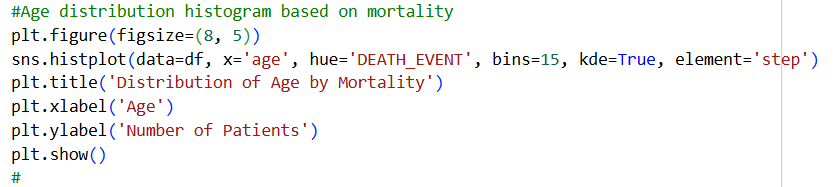 #Age distribution histogram based on mortality
plt.figure(figsize=(8, 5))
sns.histplot(data=df, x='age', hue='DEATH_EVENT', bins=15, kde=True, element='step')
plt.title('Distribution of Age by Mortality')
plt.xlabel('Age')
plt.ylabel('Number of Patients')
plt.show()
#